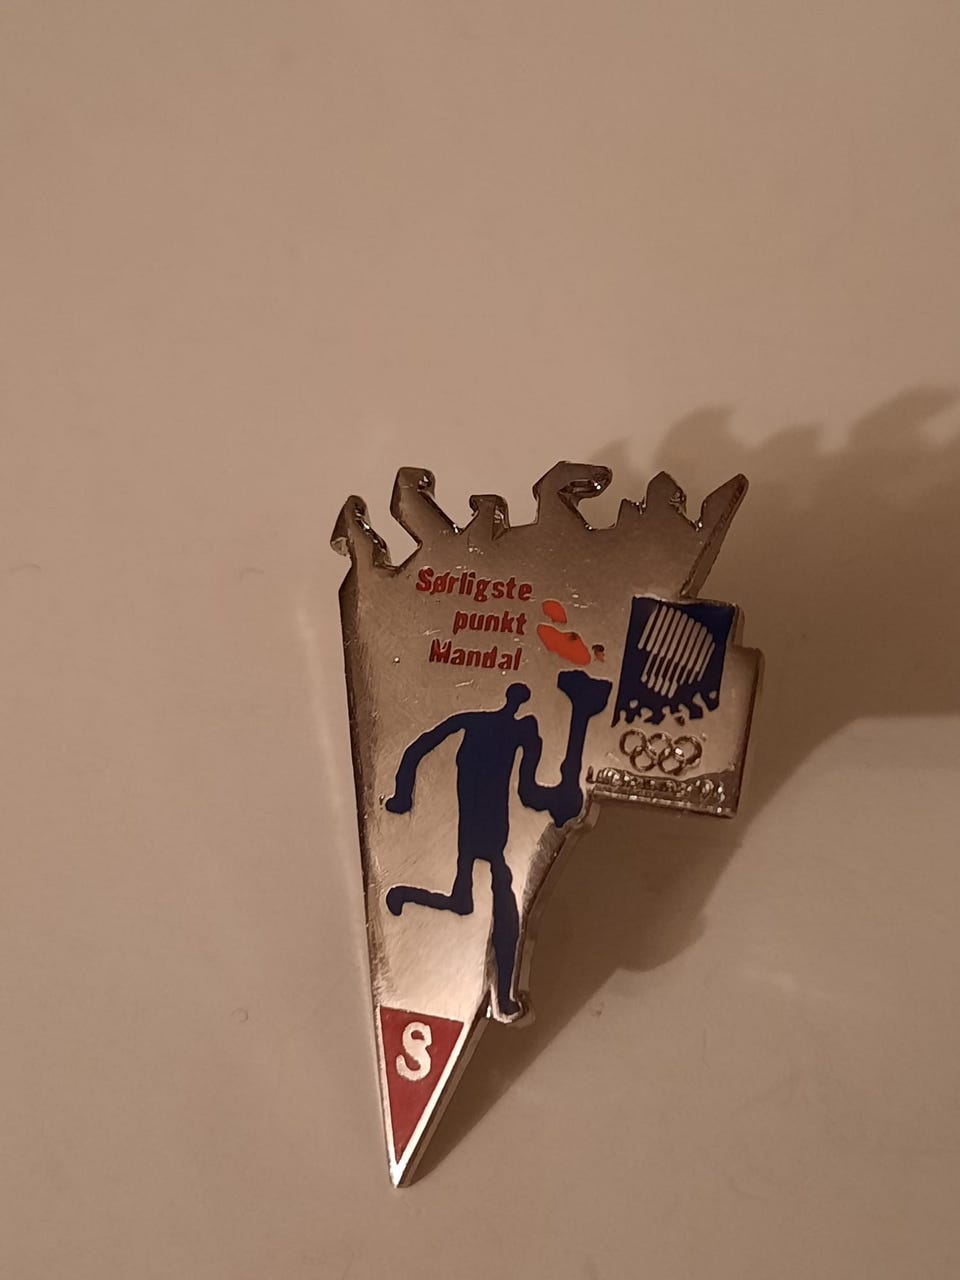 Sørligste
punkt
Mandal
S